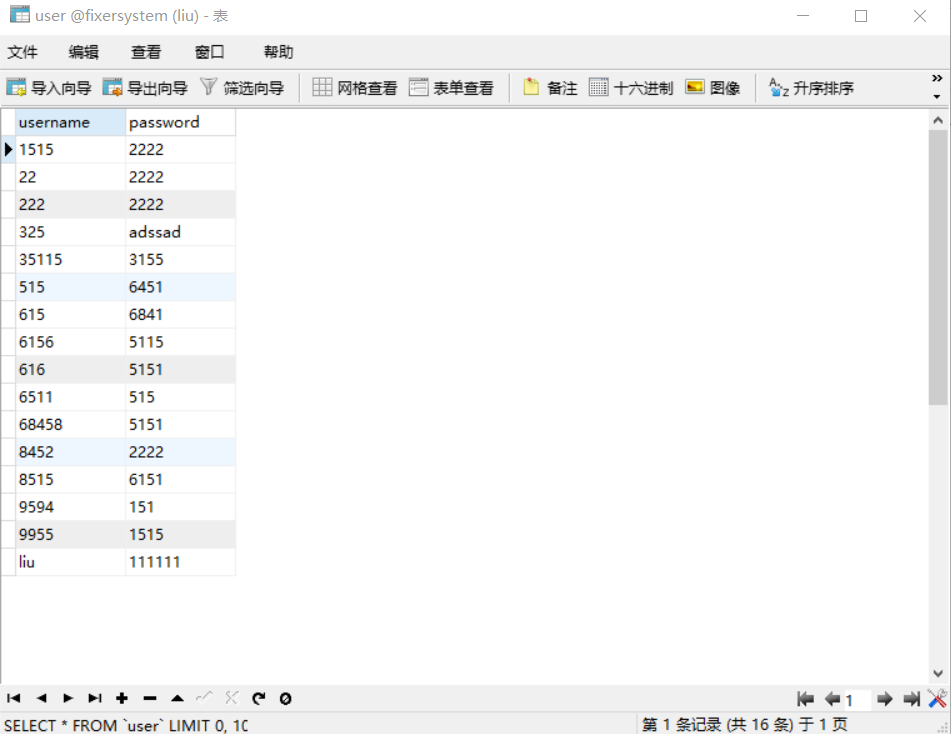 user @fixersystem (liu) - 表
文件 编辑 查看 窗口 帮助
导入向导 导出向导 筛选向导 网格查看 表单查看 备注 十六进制 图像 升序排序
username password
1515 2222
22 2222
222 2222
325 adssad
35115 3155
515 6451
615 6841
6156 5115
616 5151
6511 515
68458 5151
8452 2222
8515 6151
9594 151
9955 1515
liu 111111
1
SELECT * FROM `user` LIMIT 0, 10 第 1 条记录 (共 16 条) 于 1 页